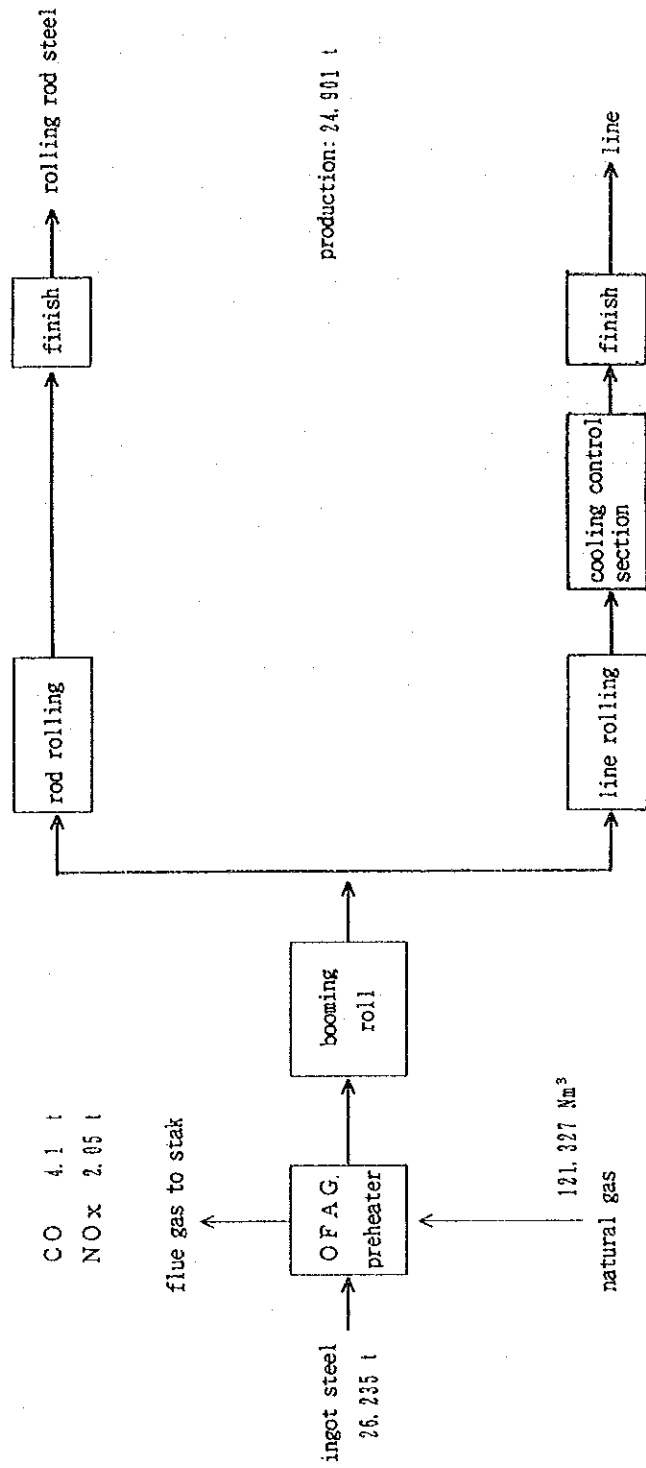 CO 4.1 t
NOx 2.05 t
flue gas to stak
ingot steel
26.235 t
OFAG.
preheater
121.327 Nm³
natural gas
booming
roll
rod rolling
finish
rolling rod steel
production: 24.901 t
line rolling
cooling control
section
finish
line